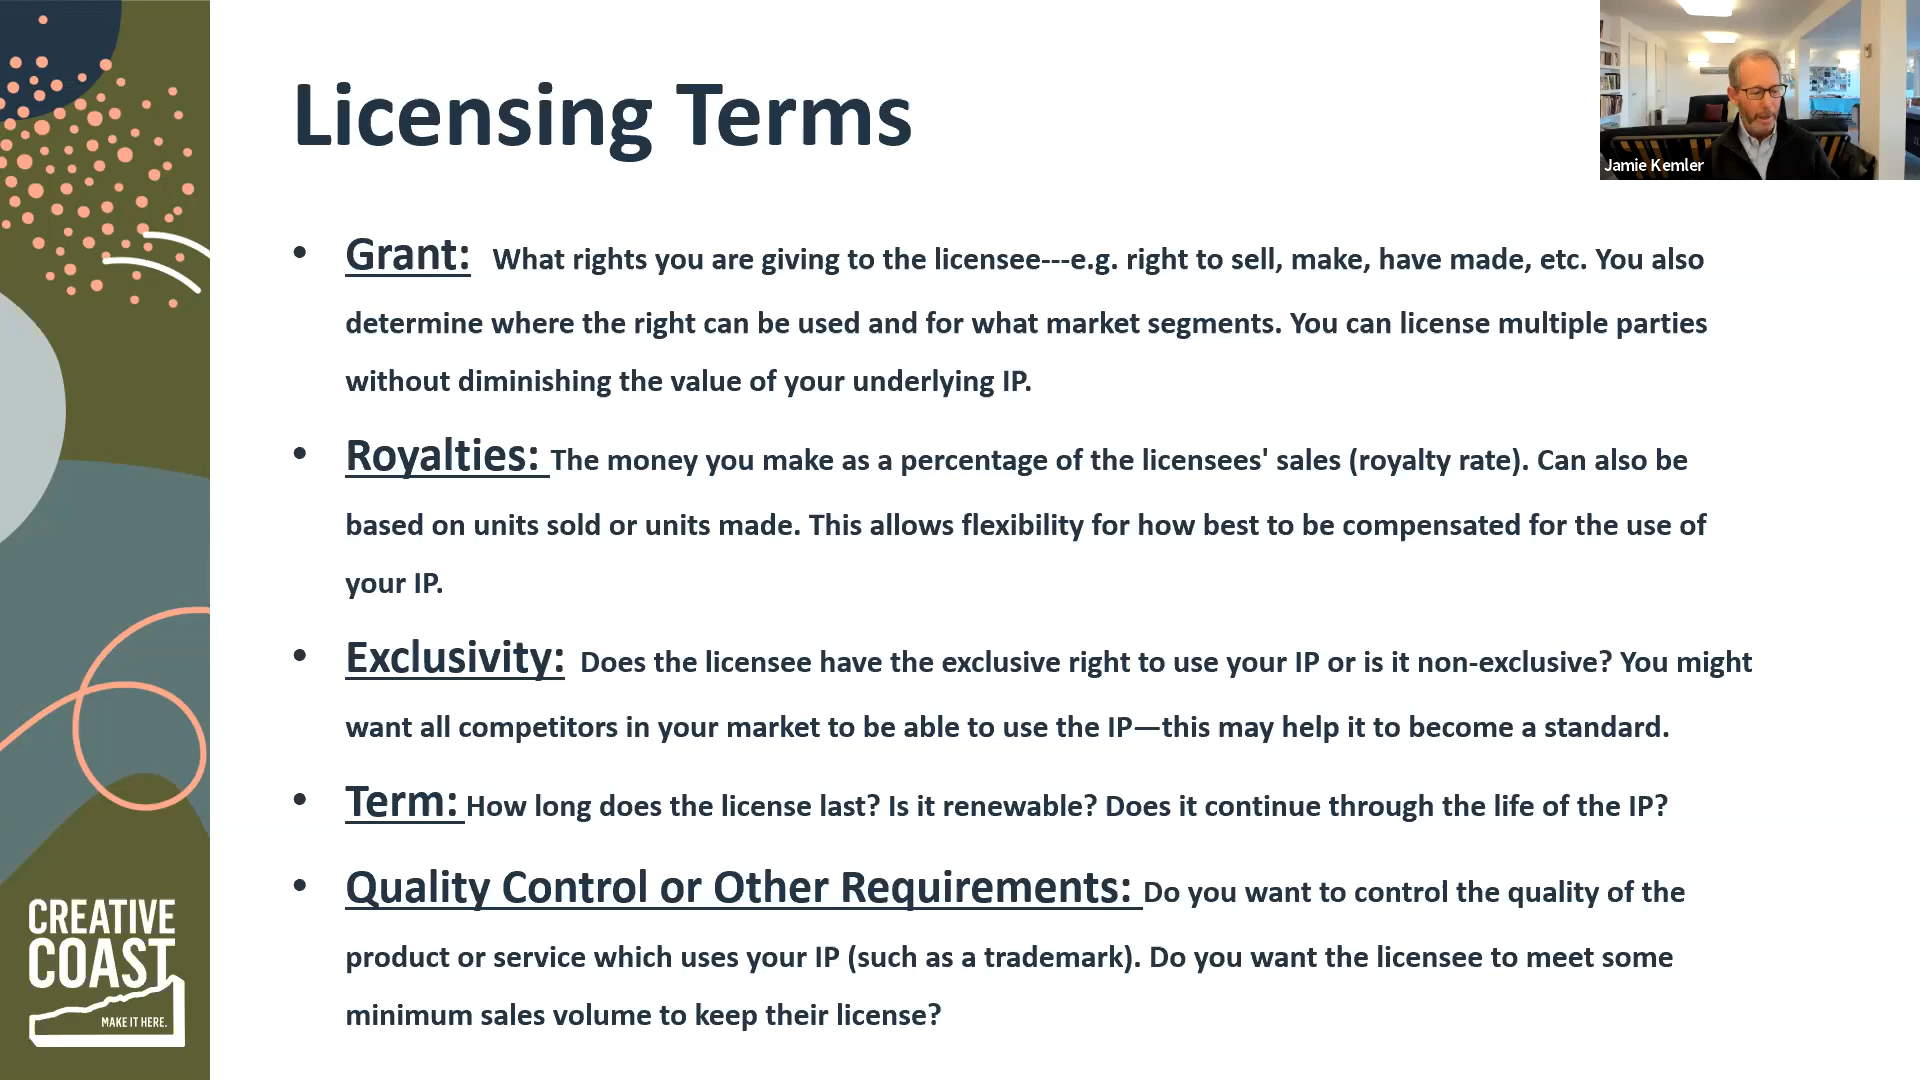 Licensing Terms
Jamie Kemler
• Grant: What rights you are giving to the licensee---e.g. right to sell, make, have made, etc. You also
determine where the right can be used and for what market segments. You can license multiple parties
without diminishing the value of your underlying IP.
• Royalties: The money you make as a percentage of the licensees' sales (royalty rate). Can also be
based on units sold or units made. This allows flexibility for how best to be compensated for the use of
your IP.
• Exclusivity: Does the licensee have the exclusive right to use your IP or is it non-exclusive? You might
want all competitors in your market to be able to use the IP—this may help it to become a standard.
• Term: How long does the license last? Is it renewable? Does it continue through the life of the IP?
• Quality Control or Other Requirements: Do you want to control the quality of the
product or service which uses your IP (such as a trademark). Do you want the licensee to meet some
minimum sales volume to keep their license?
CREATIVE
COAST
MAKE IT HERE.